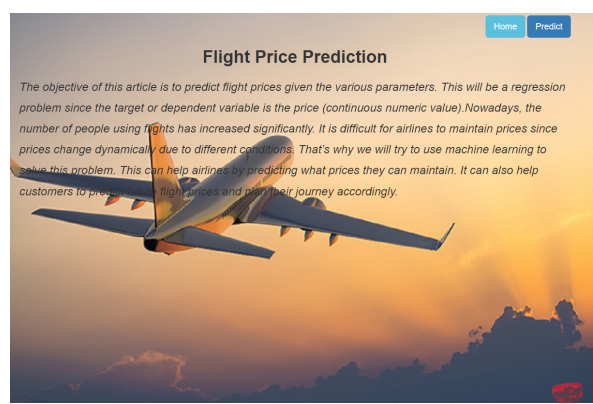 Home Predict
Flight Price Prediction
The objective of this article is to predict flight prices given the various parameters. This will be a regression
problem since the target or dependent variable is the price (continuous numeric value).Nowadays, the
number of people using flights has increased significantly. It is difficult for airlines to maintain prices since
prices change dynamically due to different conditions. That's why we will try to use machine learning to
solve this problem. This can help airlines by predicting what prices they can maintain. It can also help
customers to predict future flight prices and plan their journey accordingly.